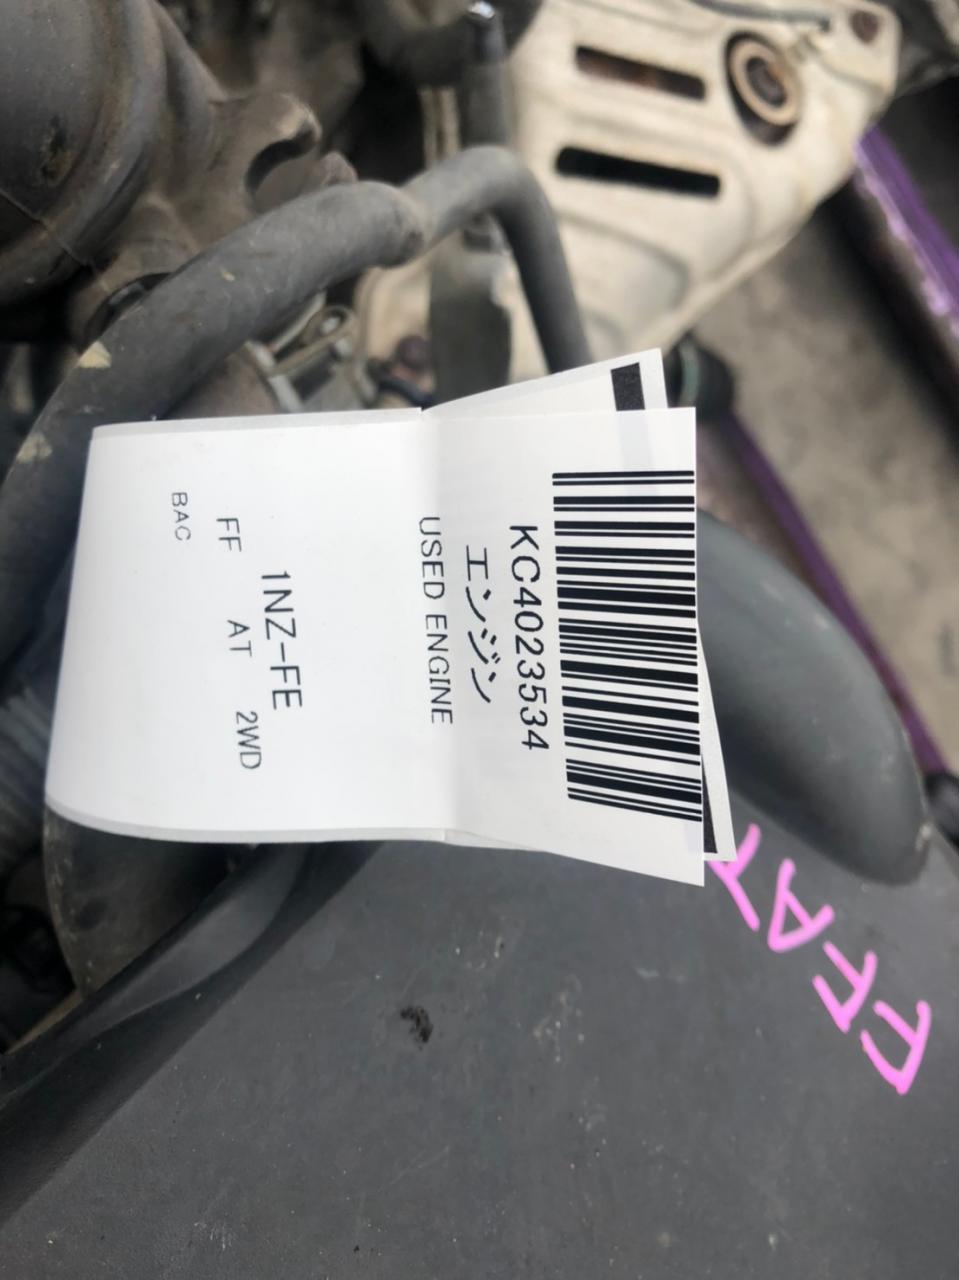 KC4023534
エンジン
USED ENGINE
1NZ-FE
FF AT 2WD
BAC
FFAT